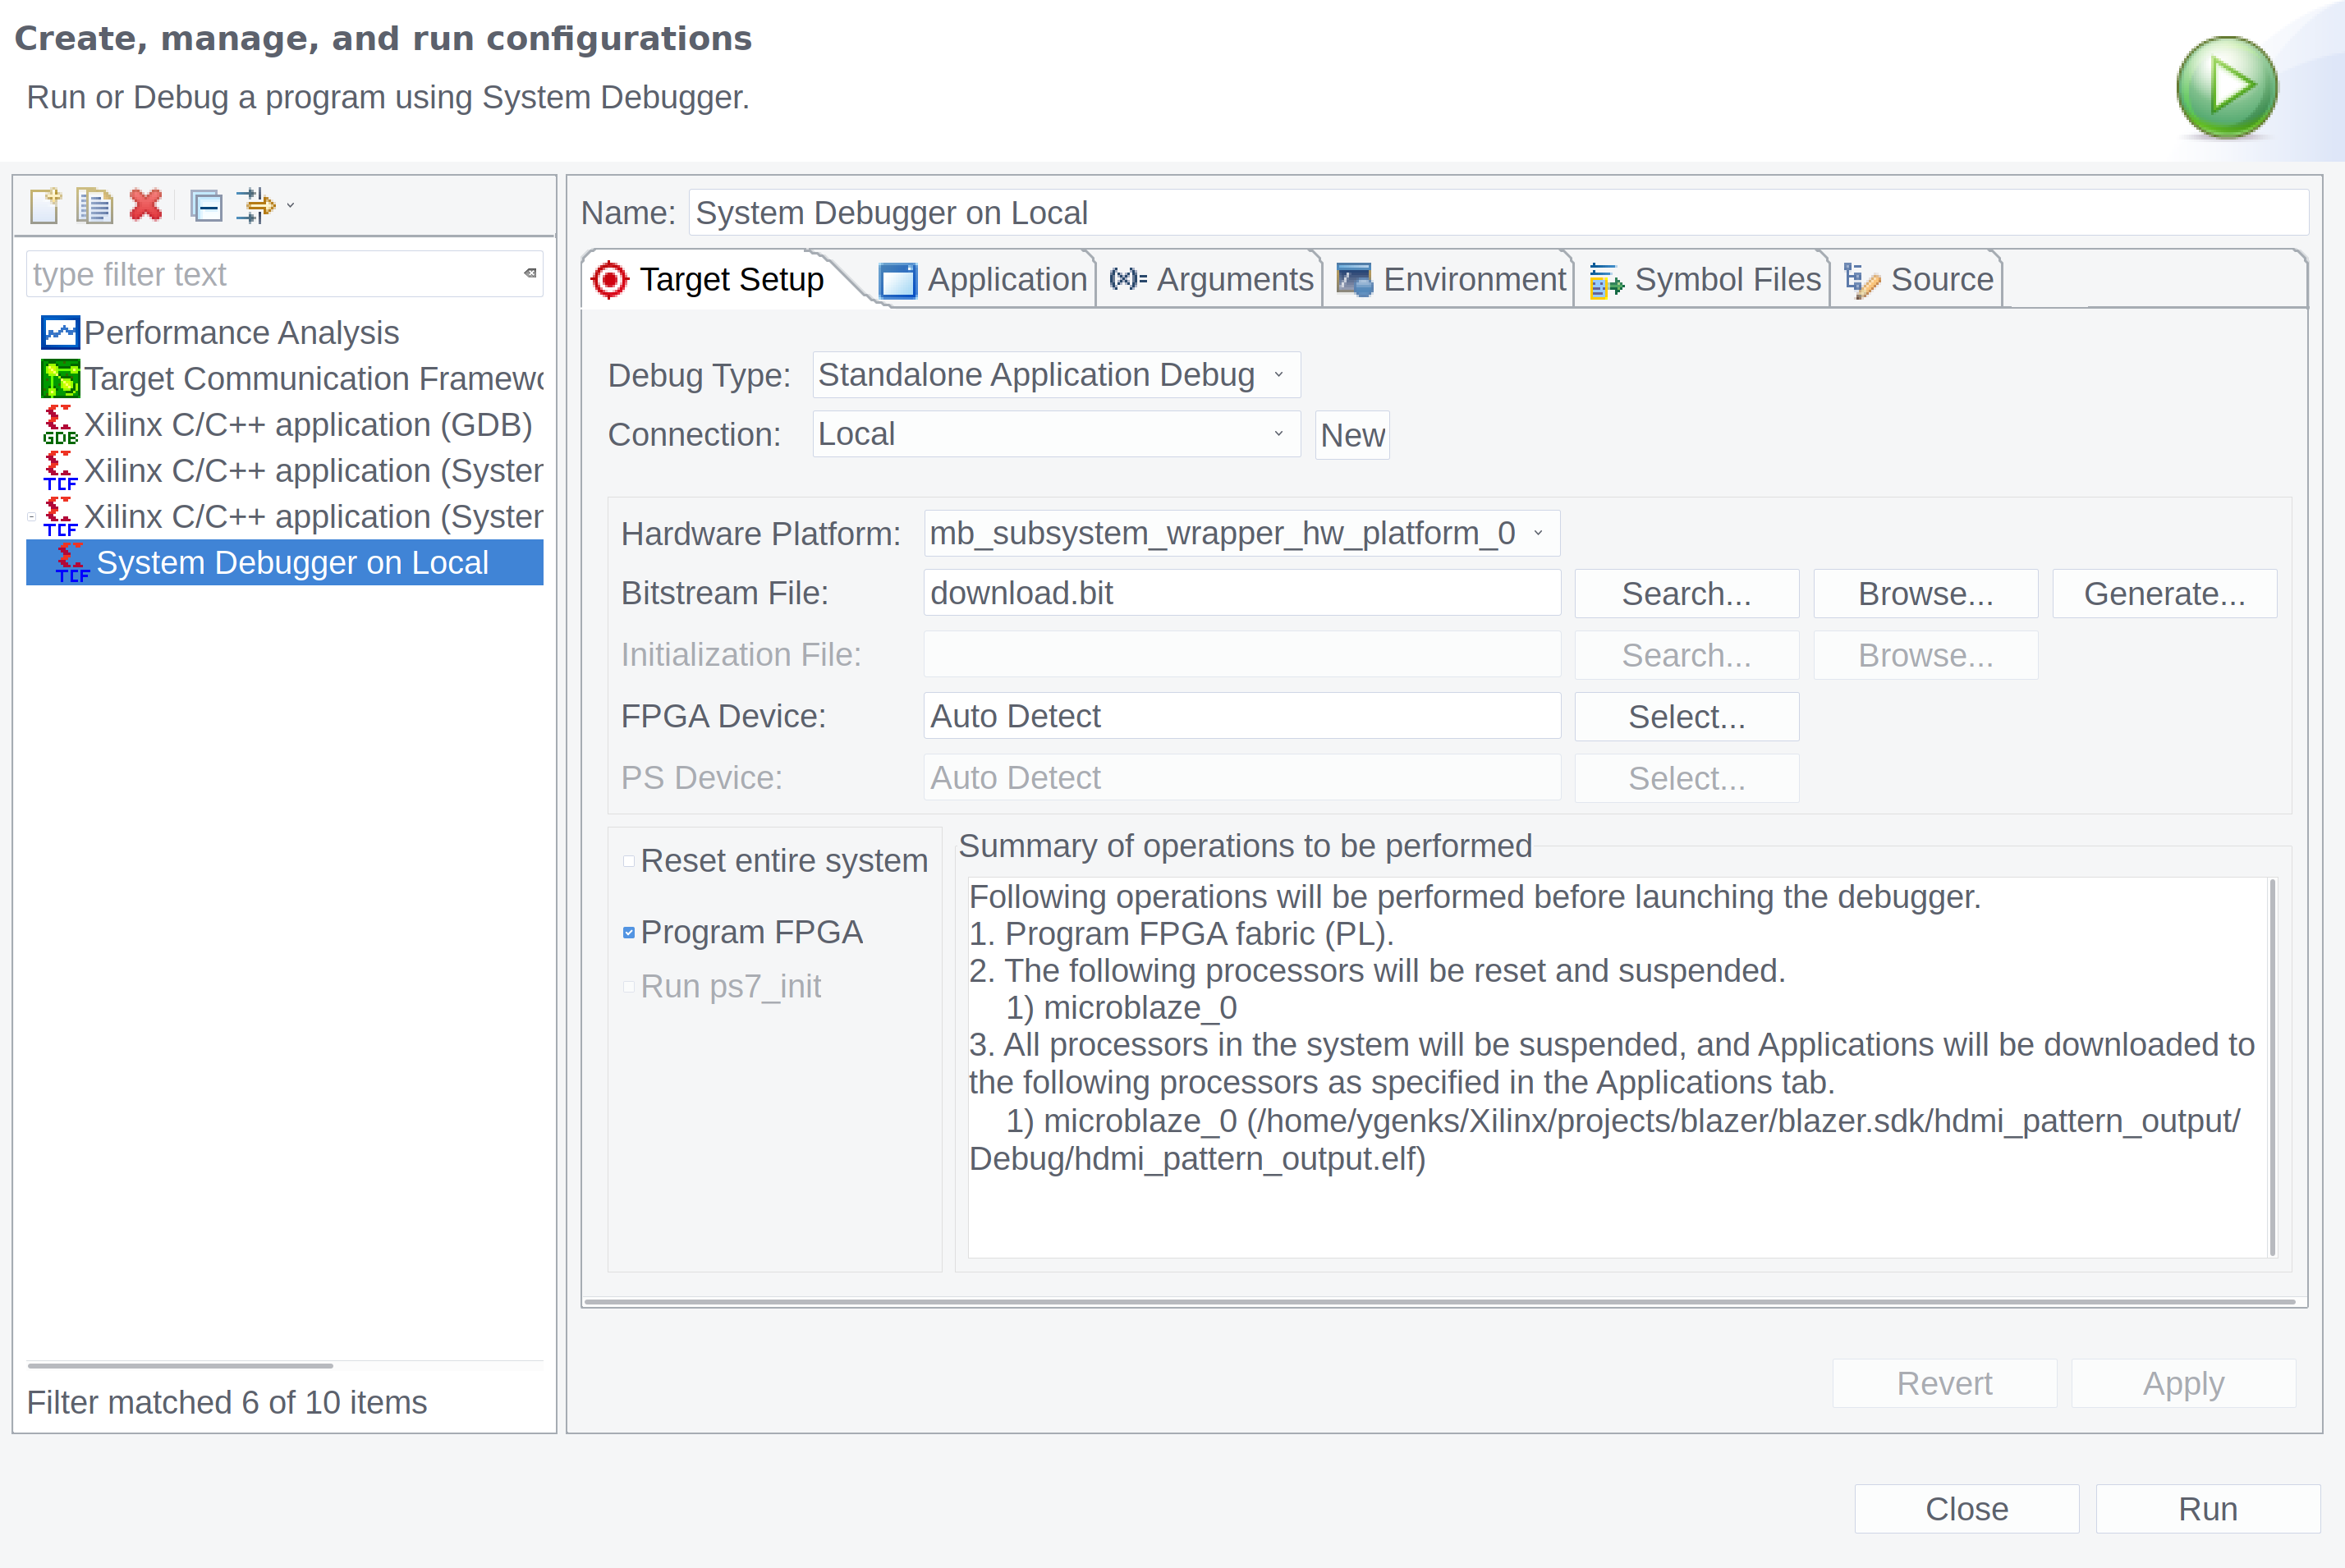 Create, manage, and run configurations
Run or Debug a program using System Debugger.
type filter text
Performance Analysis
Target Communication Framewo
Xilinx C/C++ application (GDB)
Xilinx C/C++ application (System
Xilinx C/C++ application (System
System Debugger on Local
Filter matched 6 of 10 items
Name: System Debugger on Local
Target Setup Application (x)= Arguments Environment Symbol Files Source
Debug Type: Standalone Application Debug
Connection: Local New
Hardware Platform: mb_subsystem_wrapper_hw_platform_0
Bitstream File: download.bit Search... Browse... Generate...
Initialization File: Search... Browse...
FPGA Device: Auto Detect Select...
PS Device: Auto Detect Select...
Reset entire system
Program FPGA
Run ps7_init
Summary of operations to be performed
Following operations will be performed before launching the debugger.
1. Program FPGA fabric (PL).
2. The following processors will be reset and suspended.
1) microblaze_0
3. All processors in the system will be suspended, and Applications will be downloaded to
the following processors as specified in the Applications tab.
1) microblaze_0 (/home/ygenks/Xilinx/projects/blazer/blazer.sdk/hdmi_pattern_output/
Debug/hdmi_pattern_output.elf)
Revert Apply
Close Run